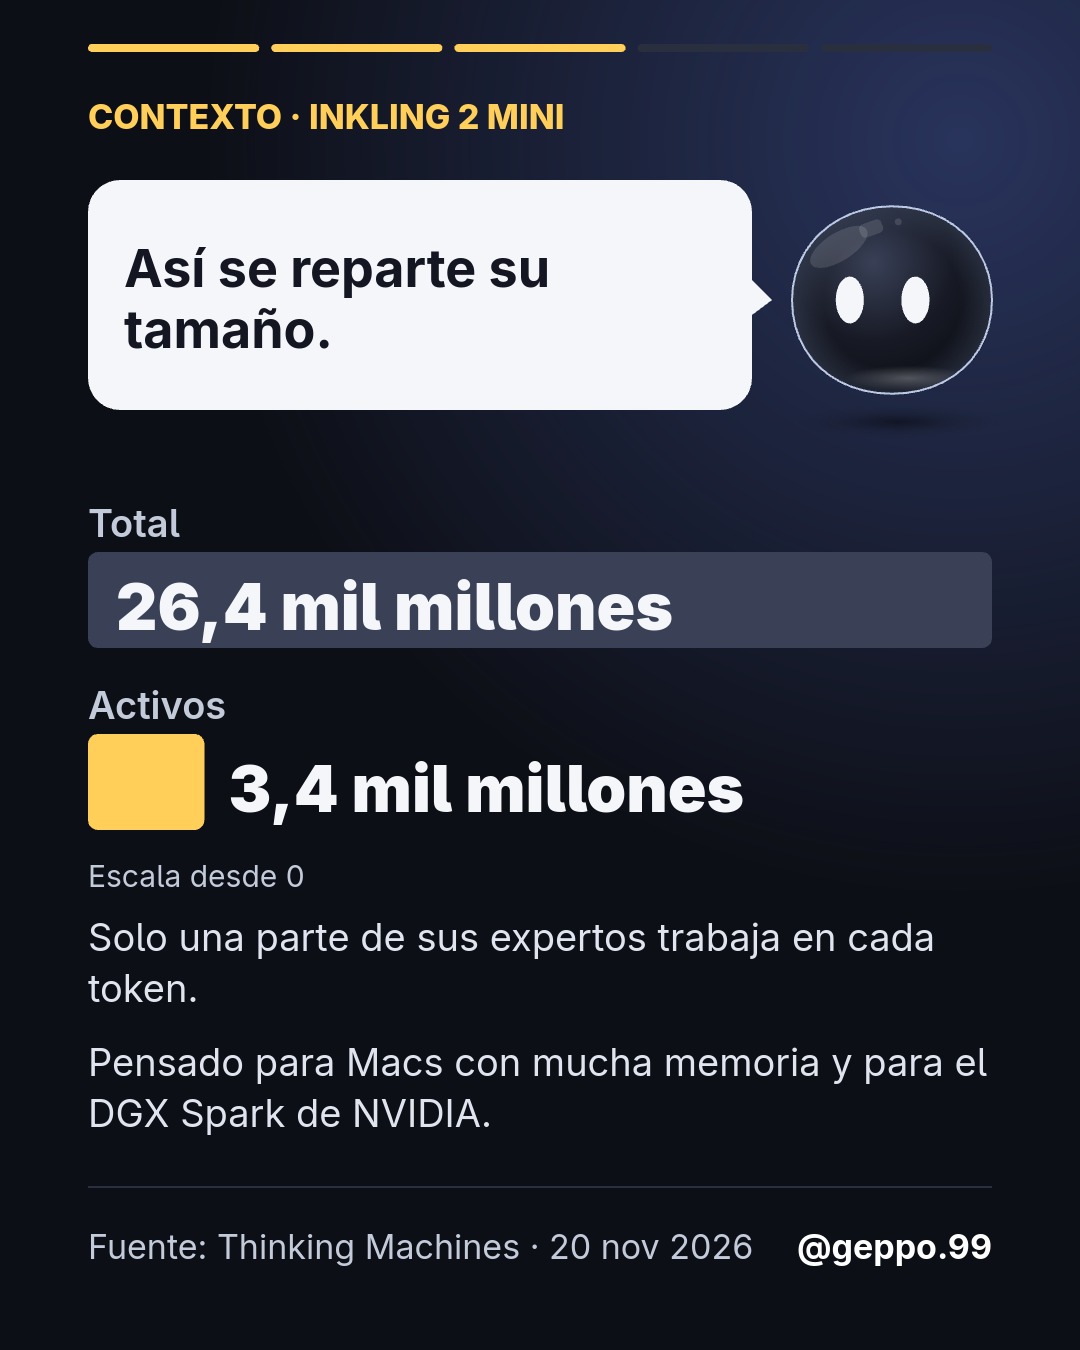 CONTEXTO · INKLING 2 MINI
Así se reparte su
tamaño.
Total
26,4 mil millones
Activos
3,4 mil millones
Escala desde 0
Solo una parte de sus expertos trabaja en cada
token.
Pensado para Macs con mucha memoria y para el
DGX Spark de NVIDIA.
Fuente: Thinking Machines · 20 nov 2026
@geppo.99